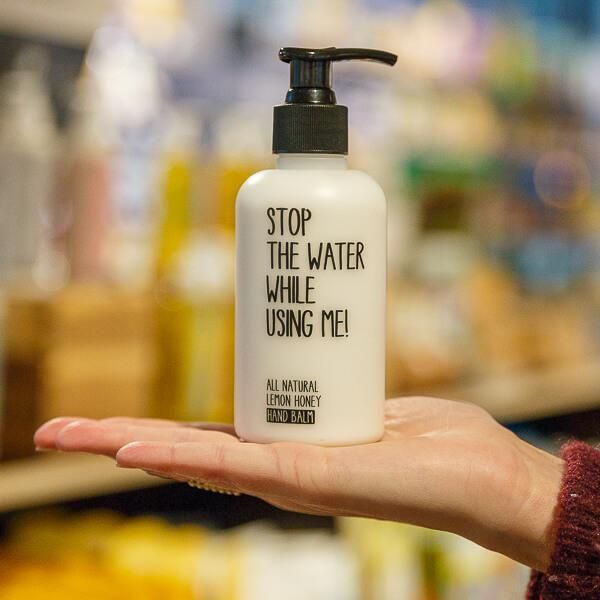 STOP
THE WATER
WHILE
USING ME!
ALL NATURAL
LEMON HONEY
HAND BALM